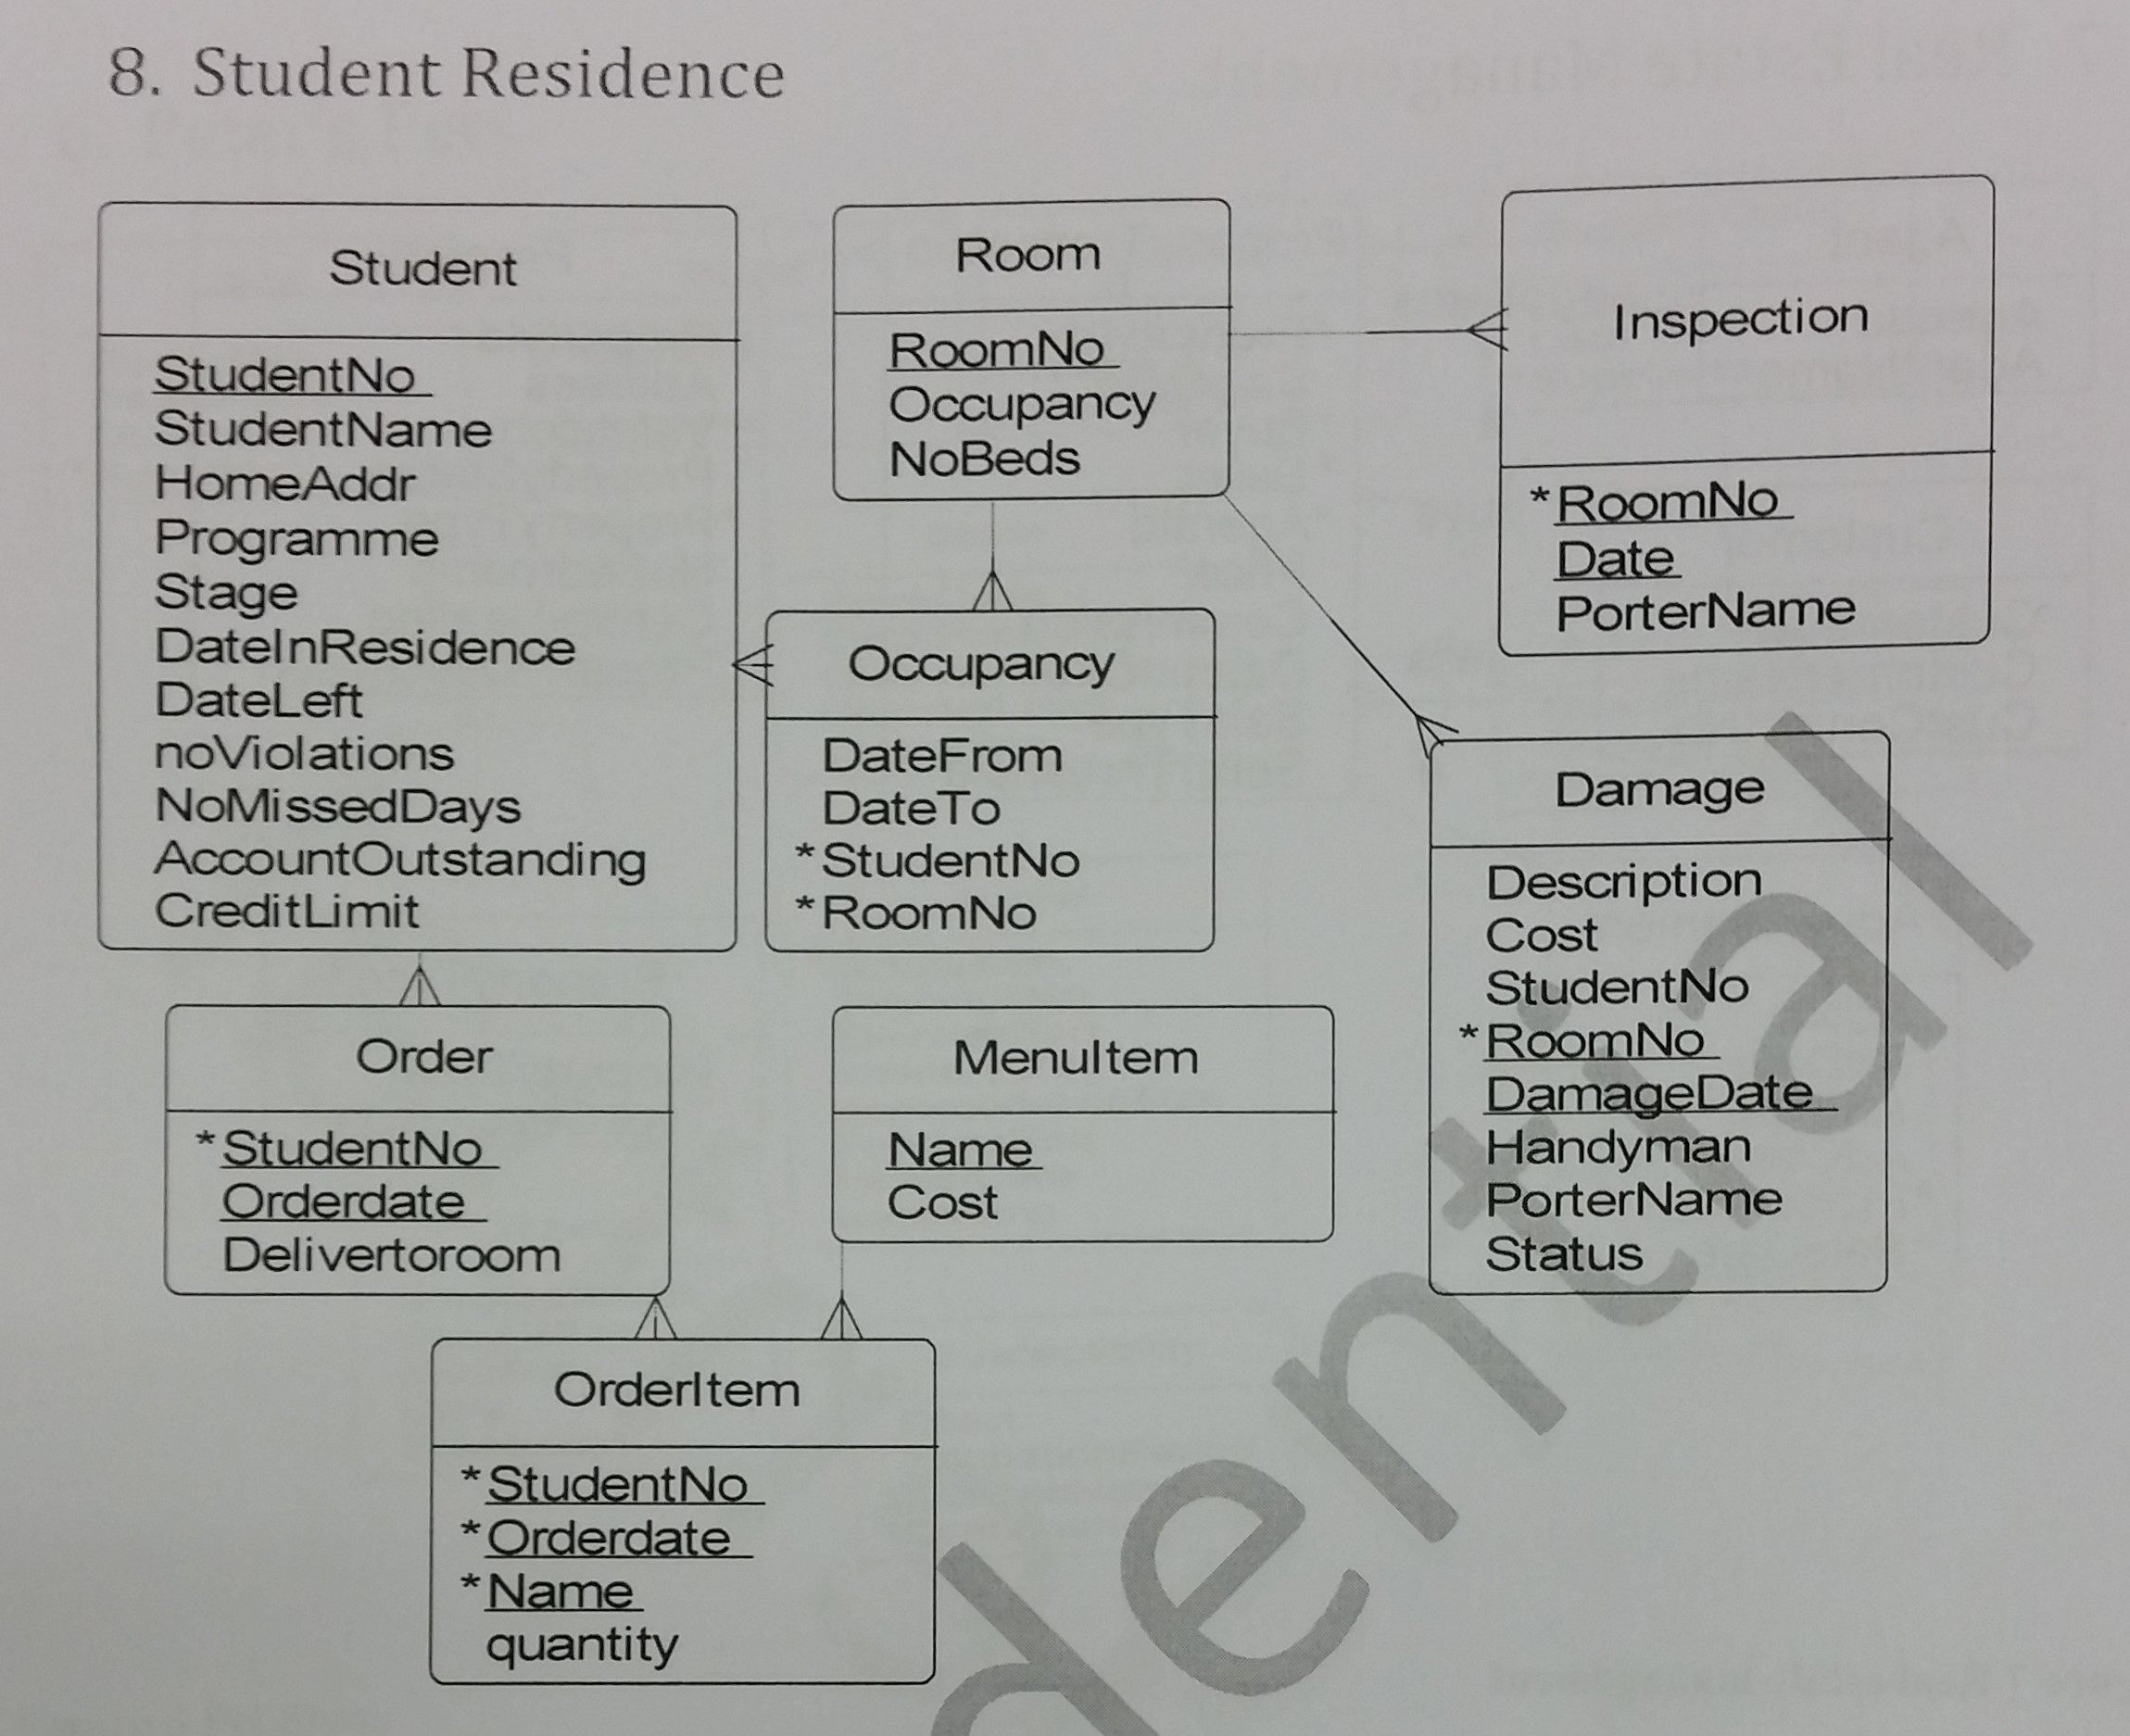 8. Student Residence
Student
StudentNo
StudentName
HomeAddr
Programme
Stage
DateInResidence
DateLeft
noViolations
NoMissedDays
AccountOutstanding
CreditLimit
Room
RoomNo
Occupancy
NoBeds
Inspection
*RoomNo
Date
PorterName
Occupancy
DateFrom
DateTo
*StudentNo
*RoomNo
Damage
Description
Cost
StudentNo
*RoomNo
DamageDate
Handyman
PorterName
Status
Order
*StudentNo
Orderdate
Delivertoroom
MenuItem
Name
Cost
OrderItem
*StudentNo
*Orderdate
*Name
quantity
dential